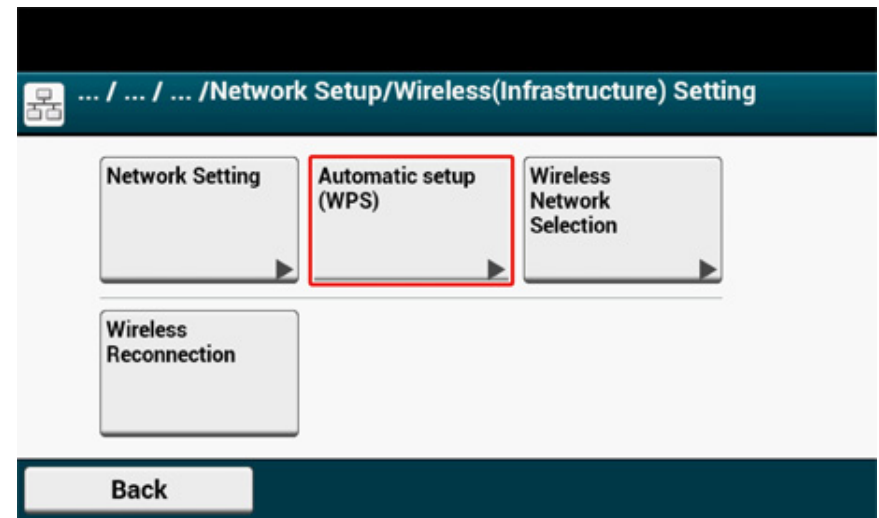 ... / ... / ... /Network Setup/Wireless(Infrastructure) Setting
Network Setting
Automatic setup
(WPS)
Wireless
Network
Selection
Wireless
Reconnection
Back